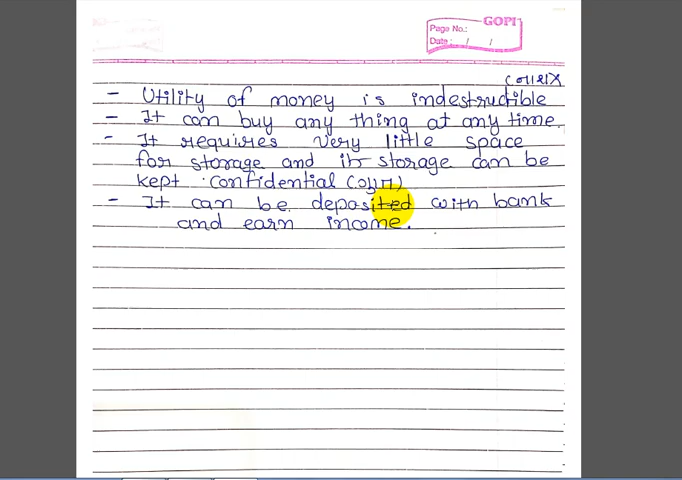 GOPI
Page No.:
Date: / /
- Utility of money is indestructible
- It can buy any thing at any time.
- It requires very little space
for storage and its storage can be
kept confidential (ગુપ્ત)
- It can be deposited with bank
and earn income.